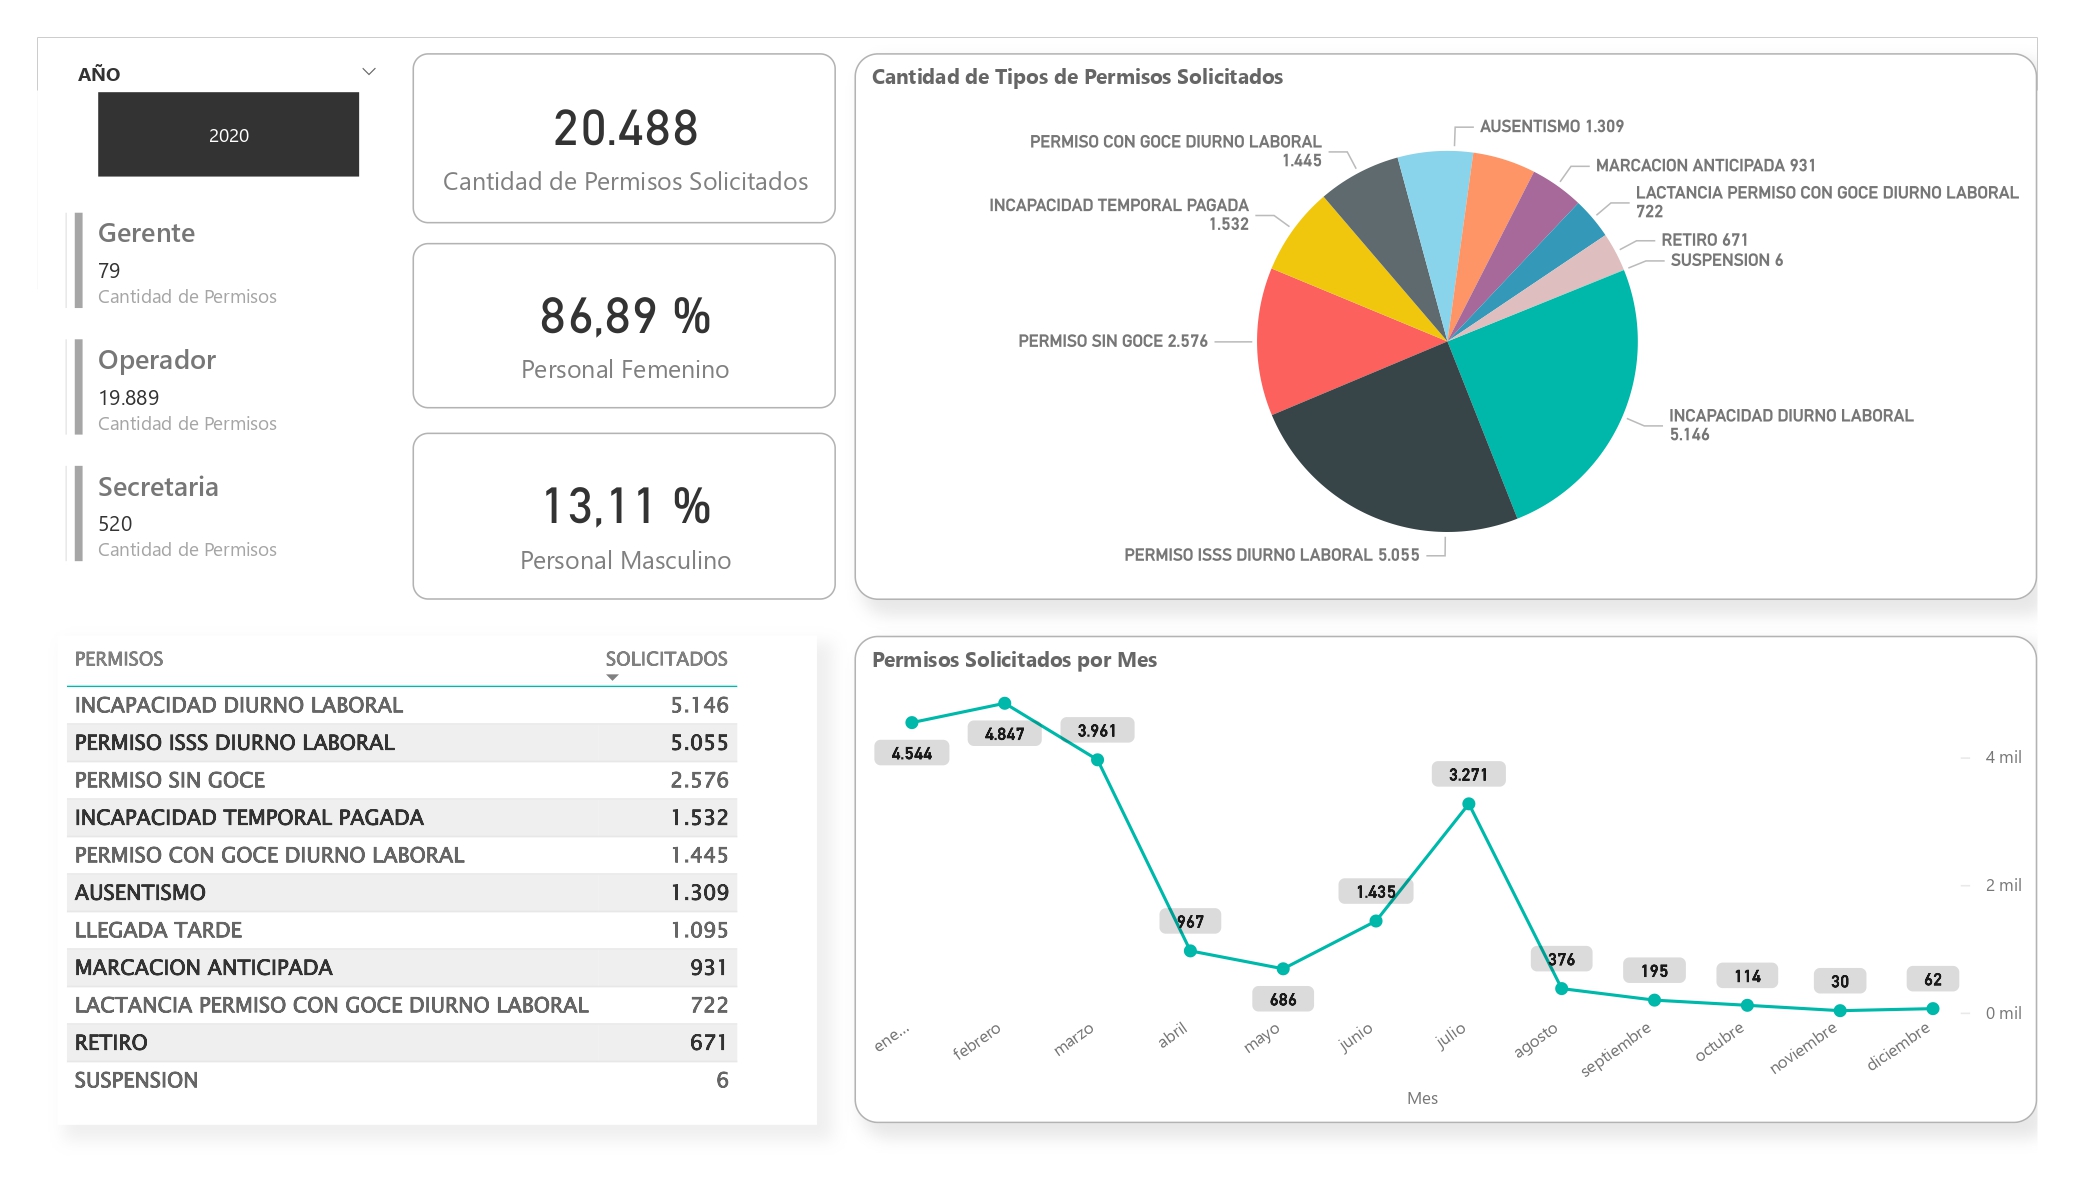 AÑO
2020
Gerente
79
Cantidad de Permisos
Operador
19.889
Cantidad de Permisos
Secretaria
520
Cantidad de Permisos
20.488
Cantidad de Permisos Solicitados
86,89 %
Personal Femenino
13,11 %
Personal Masculino
Cantidad de Tipos de Permisos Solicitados
AUSENTISMO 1.309
MARCACION ANTICIPADA 931
LACTANCIA PERMISO CON GOCE DIURNO LABORAL
722
RETIRO 671
SUSPENSION 6
INCAPACIDAD DIURNO LABORAL
5.146
PERMISO ISSS DIURNO LABORAL 5.055
PERMISO SIN GOCE 2.576
INCAPACIDAD TEMPORAL PAGADA
1.532
PERMISO CON GOCE DIURNO LABORAL
1.445
PERMISOS SOLICITADOS
INCAPACIDAD DIURNO LABORAL 5.146
PERMISO ISSS DIURNO LABORAL 5.055
PERMISO SIN GOCE 2.576
INCAPACIDAD TEMPORAL PAGADA 1.532
PERMISO CON GOCE DIURNO LABORAL 1.445
AUSENTISMO 1.309
LLEGADA TARDE 1.095
MARCACION ANTICIPADA 931
LACTANCIA PERMISO CON GOCE DIURNO LABORAL 722
RETIRO 671
SUSPENSION 6
Permisos Solicitados por Mes
4.544 4.847 3.961 967 686 1.435 3.271 376 195 114 30 62
4 mil
2 mil
0 mil
ene... febrero marzo abril mayo junio julio agosto septiembre octubre noviembre diciembre
Mes